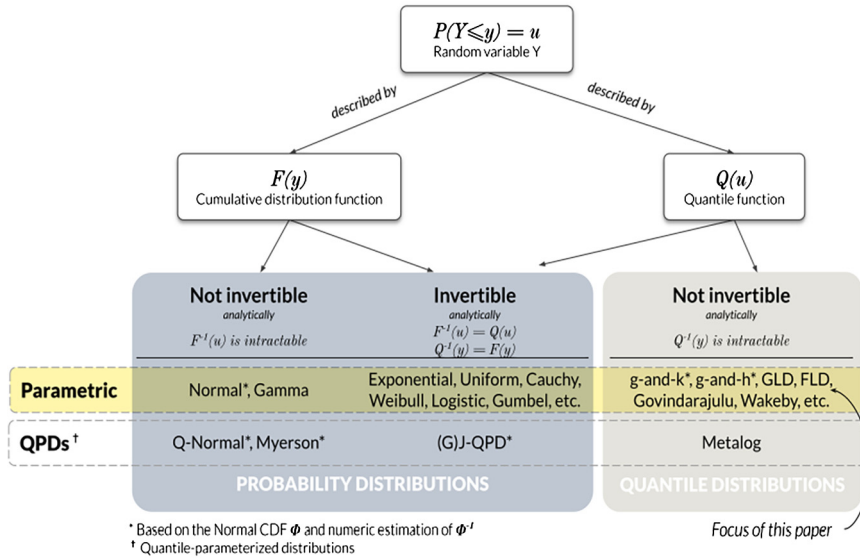 P(Y⩽y) = u
Random variable Y
described by
described by
F(y)
Cumulative distribution function
Q(u)
Quantile function
Not invertible
analytically
F⁻¹(u) is intractable
Invertible
analytically
F⁻¹(u) = Q(u)
Q⁻¹(y) = F(y)
Not invertible
analytically
Q⁻¹(y) is intractable
Parametric
Normal*, Gamma
Exponential, Uniform, Cauchy,
Weibull, Logistic, Gumbel, etc.
g-and-k*, g-and-h*, GLD, FLD,
Govindarajulu, Wakeby, etc.
QPDs †
Q-Normal*, Myerson*
(G)J-QPD*
Metalog
PROBABILITY DISTRIBUTIONS
QUANTILE DISTRIBUTIONS
* Based on the Normal CDF Φ and numeric estimation of Φ⁻¹
† Quantile-parameterized distributions
Focus of this paper